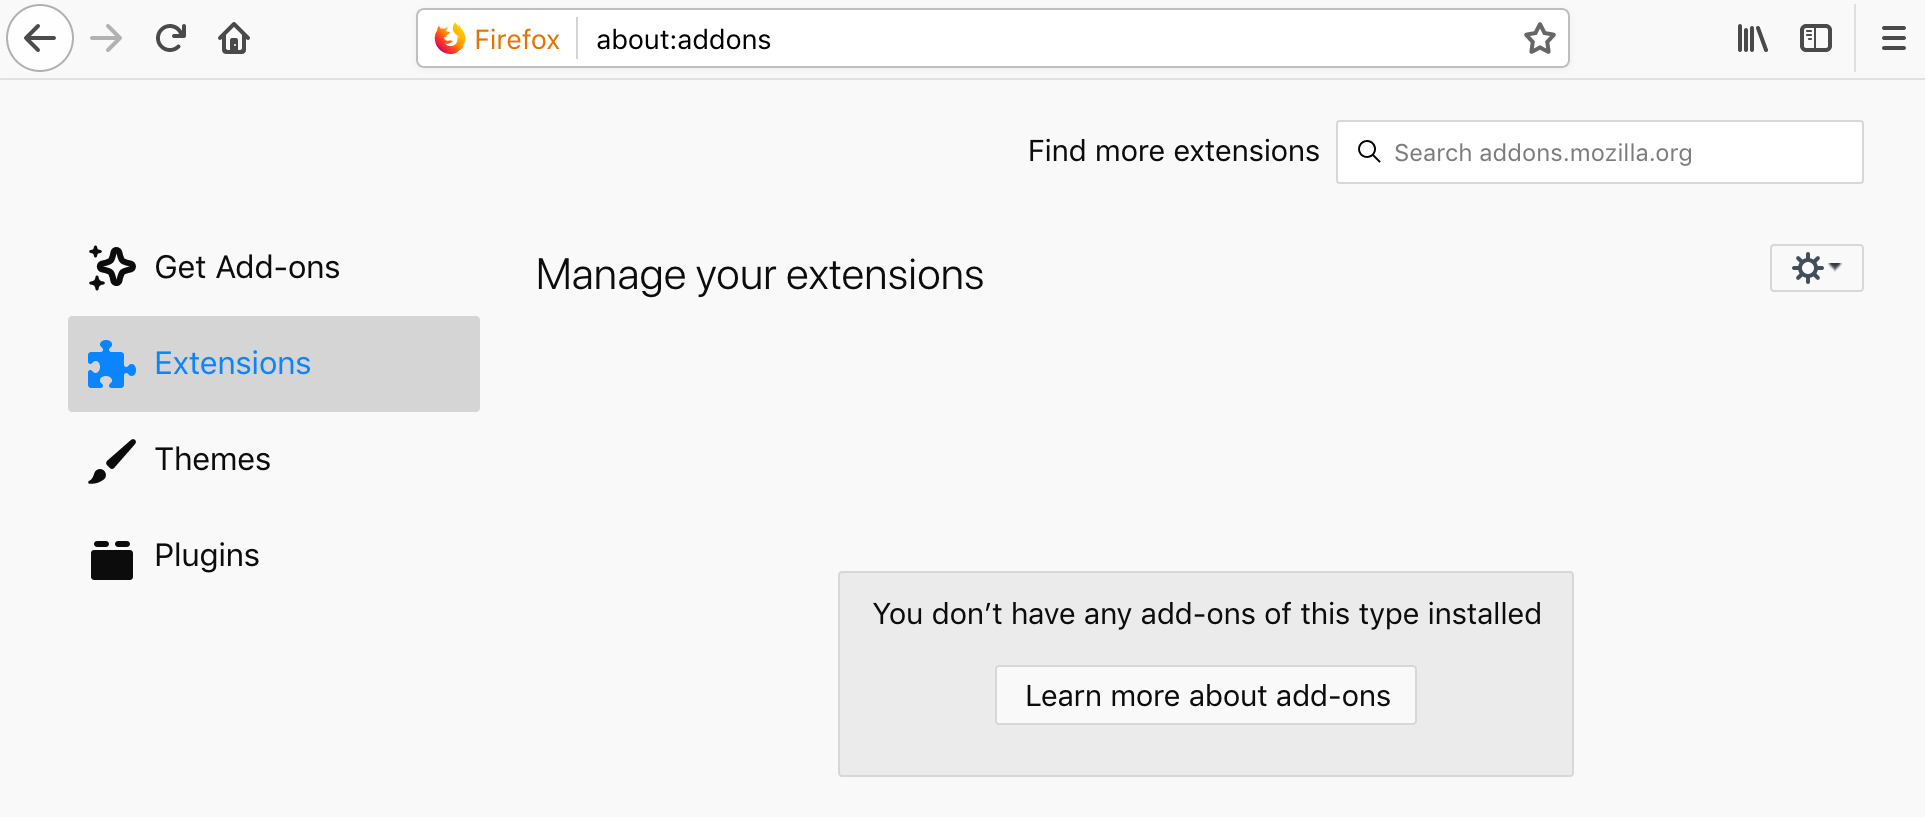 Firefox about:addons
Find more extensions Search addons.mozilla.org
Get Add-ons
Manage your extensions
Extensions
Themes
Plugins
You don’t have any add-ons of this type installed
Learn more about add-ons